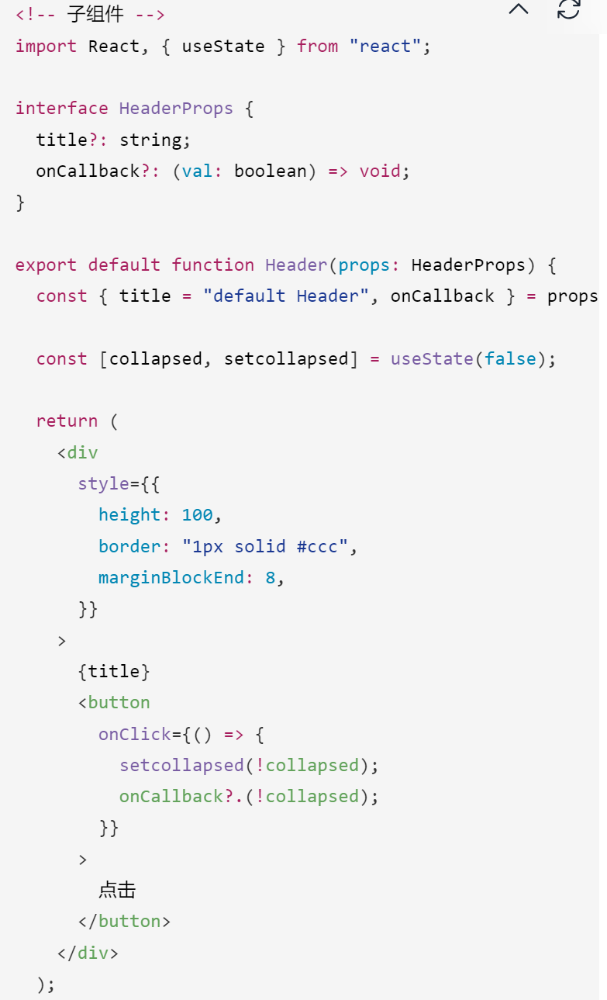 <!-- 子组件 -->
import React, { useState } from "react";
interface HeaderProps {
  title?: string;
  onCallback?: (val: boolean) => void;
}
export default function Header(props: HeaderProps) {
  const { title = "default Header", onCallback } = props
  const [collapsed, setcollapsed] = useState(false);
  return (
    <div
      style={{
        height: 100,
        border: "1px solid #ccc",
        marginBlockEnd: 8,
      }}
    >
      {title}
      <button
        onClick={() => {
          setcollapsed(!collapsed);
          onCallback?.(!collapsed);
        }}
      >
        点击
      </button>
    </div>
  );